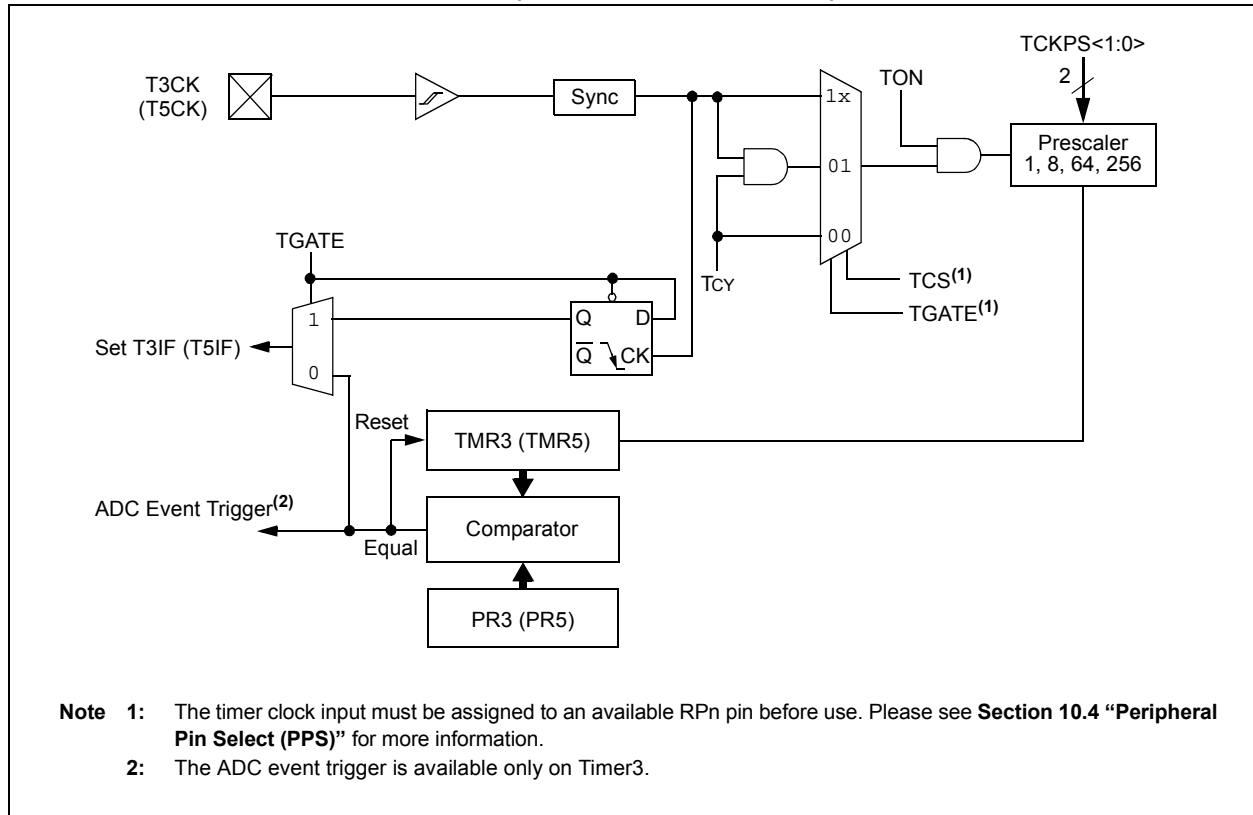 TCKPS<1:0>
2
T3CK
(T5CK)
Sync
TON
1x
01
00
Prescaler
1, 8, 64, 256
TGATE
TCY
TCS(1)
TGATE(1)
1
0
Q
D
Q
CK
Set T3IF (T5IF)
Reset
TMR3 (TMR5)
ADC Event Trigger(2)
Equal
Comparator
PR3 (PR5)
Note 1: The timer clock input must be assigned to an available RPn pin before use. Please see Section 10.4 “Peripheral
Pin Select (PPS)” for more information.
2: The ADC event trigger is available only on Timer3.